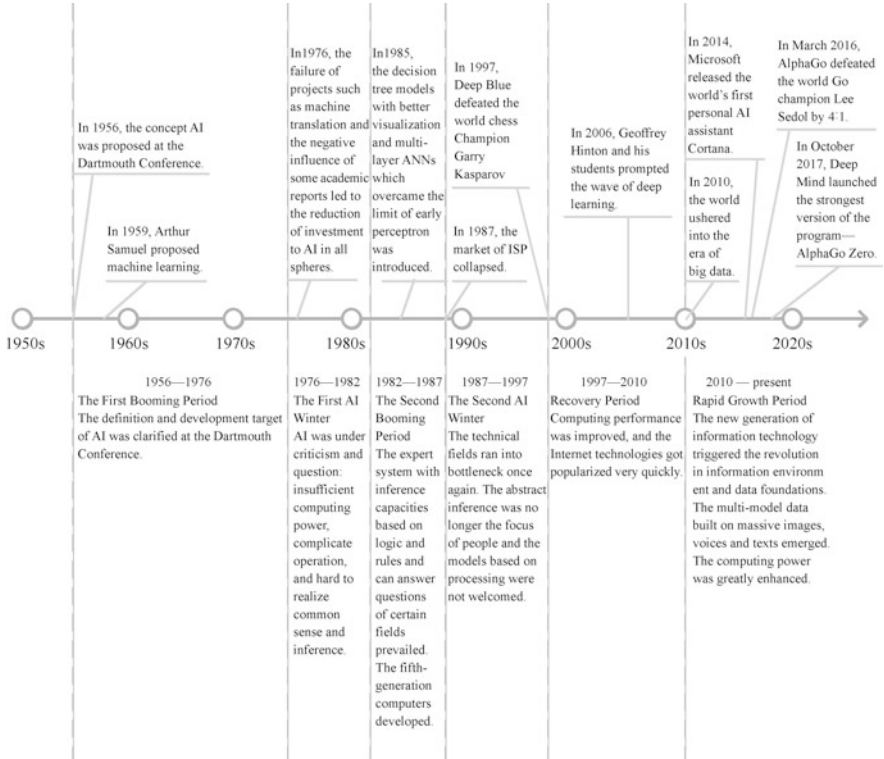 In 1956, the concept AI
was proposed at the
Dartmouth Conference.
In 1959, Arthur
Samuel proposed
machine learning.
In1976, the
failure of
projects such
as machine
translation and
the negative
influence of
some academic
reports led to
the reduction
of investment
to AI in all
spheres.
In1985,
the decision
tree models
with better
visualization
and multi-
layer ANNs
which
overcame the
limit of early
perceptron
was
introduced.
In 1997,
Deep Blue
defeated the
world chess
Champion
Garry
Kasparov
In 1987, the
market of ISP
collapsed.
In 2006, Geoffrey
Hinton and his
students prompted
the wave of deep
learning.
In 2014,
Microsoft
released the
world's first
personal AI
assistant
Cortana.
In 2010,
the world
ushered
into the
era of
big data.
In March 2016,
AlphaGo defeated
the world Go
champion Lee
Sedol by 4:1.
In October
2017, Deep
Mind launched
the strongest
version of the
program—
AlphaGo Zero.
1950s 1960s 1970s 1980s 1990s 2000s 2010s 2020s
1956—1976
The First Booming Period
The definition and development target
of AI was clarified at the Dartmouth
Conference.
1976—1982
The First AI
Winter
AI was under
criticism and
question:
insufficient
computing
power,
complicate
operation,
and hard to
realize
common
sense and
inference.
1982—1987
The Second
Booming
Period
The expert
system with
inference
capacities
based on
logic and
rules and
can answer
questions
of certain
fields
prevailed.
The fifth-
generation
computers
developed.
1987—1997
The Second AI
Winter
The technical
fields ran into
bottleneck once
again. The abstract
inference was no
longer the focus
of people and the
models based on
processing were
not welcomed.
1997—2010
Recovery Period
Computing performance
was improved, and the
Internet technologies got
popularized very quickly.
2010 — present
Rapid Growth Period
The new generation of
information technology
triggered the revolution
in information environm
ent and data foundations.
The multi-model data
built on massive images,
voices and texts emerged.
The computing power
was greatly enhanced.